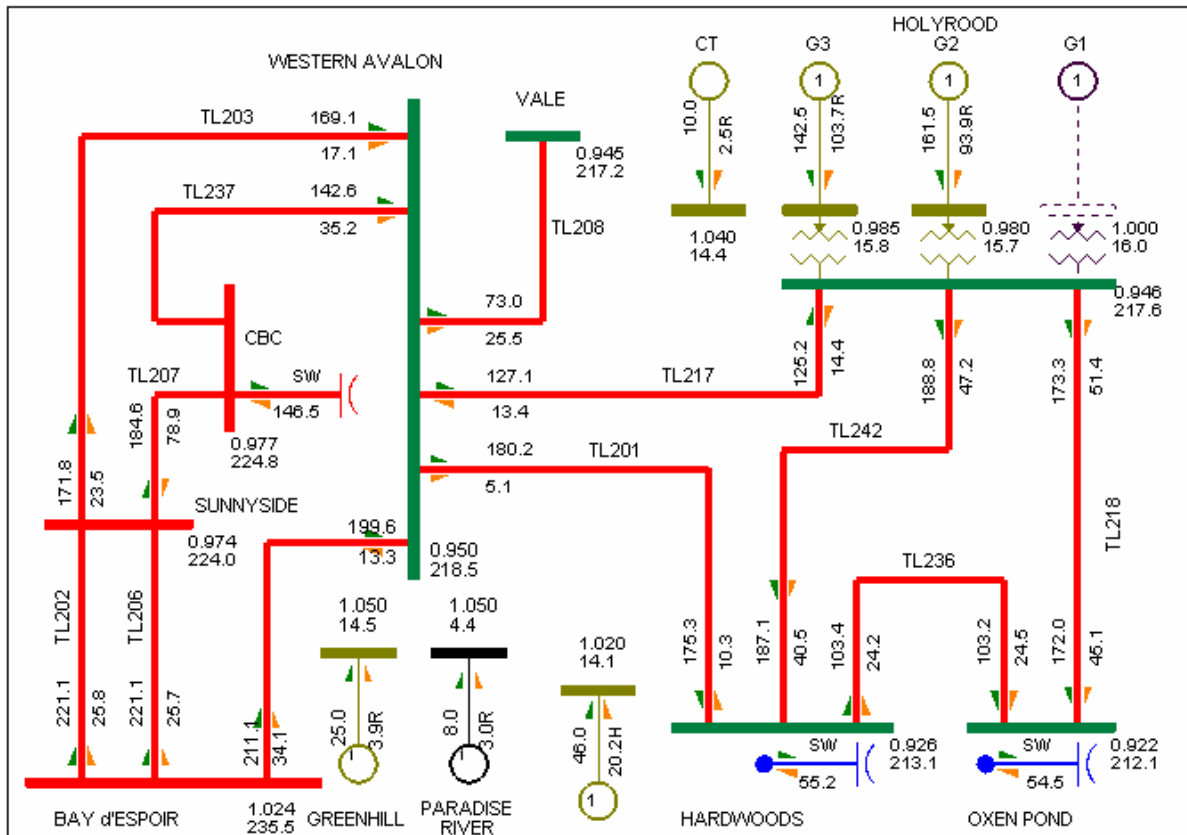 HOLYROOD
CT
G3
G2
G1
WESTERN AVALON
VALE
1
1
1
TL203
169.1
17.1
10.0
2.5R
142.5
103.7R
161.5
93.9R
0.945
217.2
TL237
142.6
35.2
TL208
1.040
14.4
0.985
15.8
0.980
15.7
1.000
16.0
73.0
25.5
0.946
217.6
CBC
TL207
SW
146.5
127.1
13.4
TL217
125.2
14.4
188.8
47.2
173.3
51.4
184.6
78.9
0.977
224.8
TL242
180.2
5.1
TL201
171.8
23.5
SUNNYSIDE
0.974
224.0
199.6
13.3
0.950
218.5
TL218
TL236
TL202
TL206
1.050
14.5
1.050
4.4
1.020
14.1
175.3
10.3
187.1
40.5
103.4
24.2
103.2
24.5
172.0
45.1
221.1
25.8
221.1
25.7
211.1
34.1
25.0
3.9R
1
8.0
3.0R
1
46.0
20.2H
1
SW
55.2
0.926
213.1
SW
54.5
0.922
212.1
BAY d'ESPOIR
1.024
235.5
GREENHILL
PARADISE
RIVER
HARDWOODS
OXEN POND